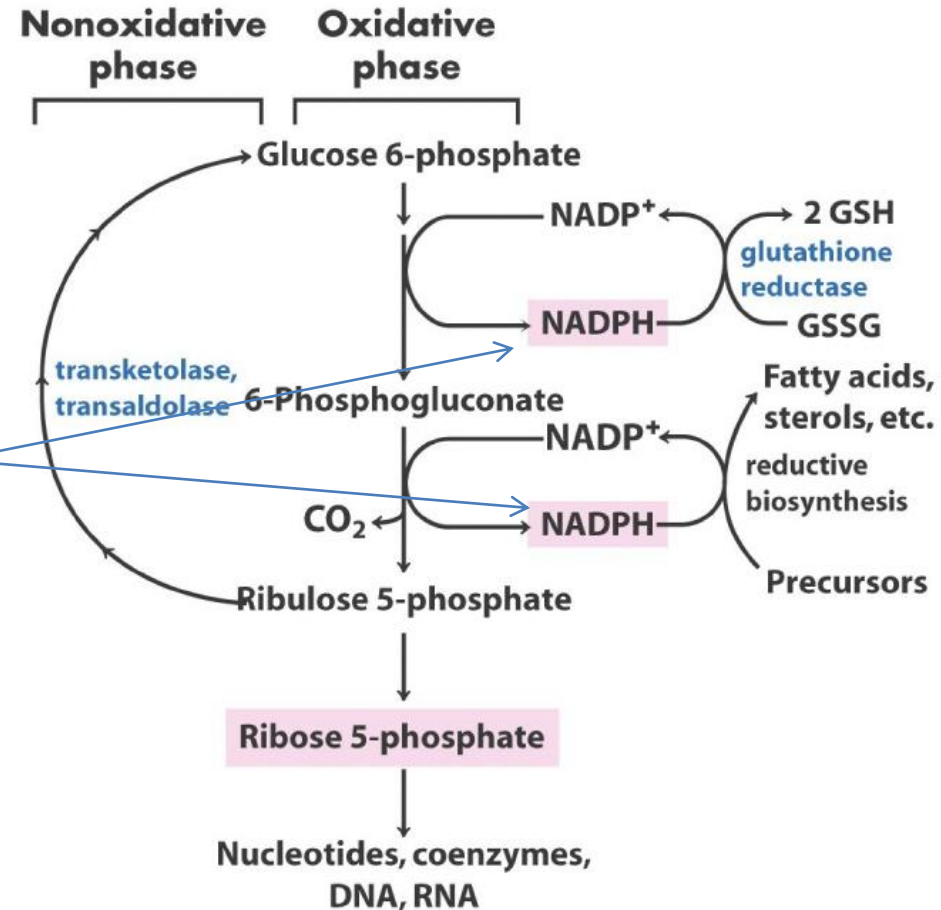 Nonoxidative
phase
Oxidative
phase
Glucose 6-phosphate
NADP⁺
2 GSH
glutathione
reductase
NADPH
GSSG
transketolase,
transaldolase
6-Phosphogluconate
Fatty acids,
sterols, etc.
NADP⁺
reductive
biosynthesis
CO₂
NADPH
Precursors
Ribulose 5-phosphate
Ribose 5-phosphate
Nucleotides, coenzymes,
DNA, RNA